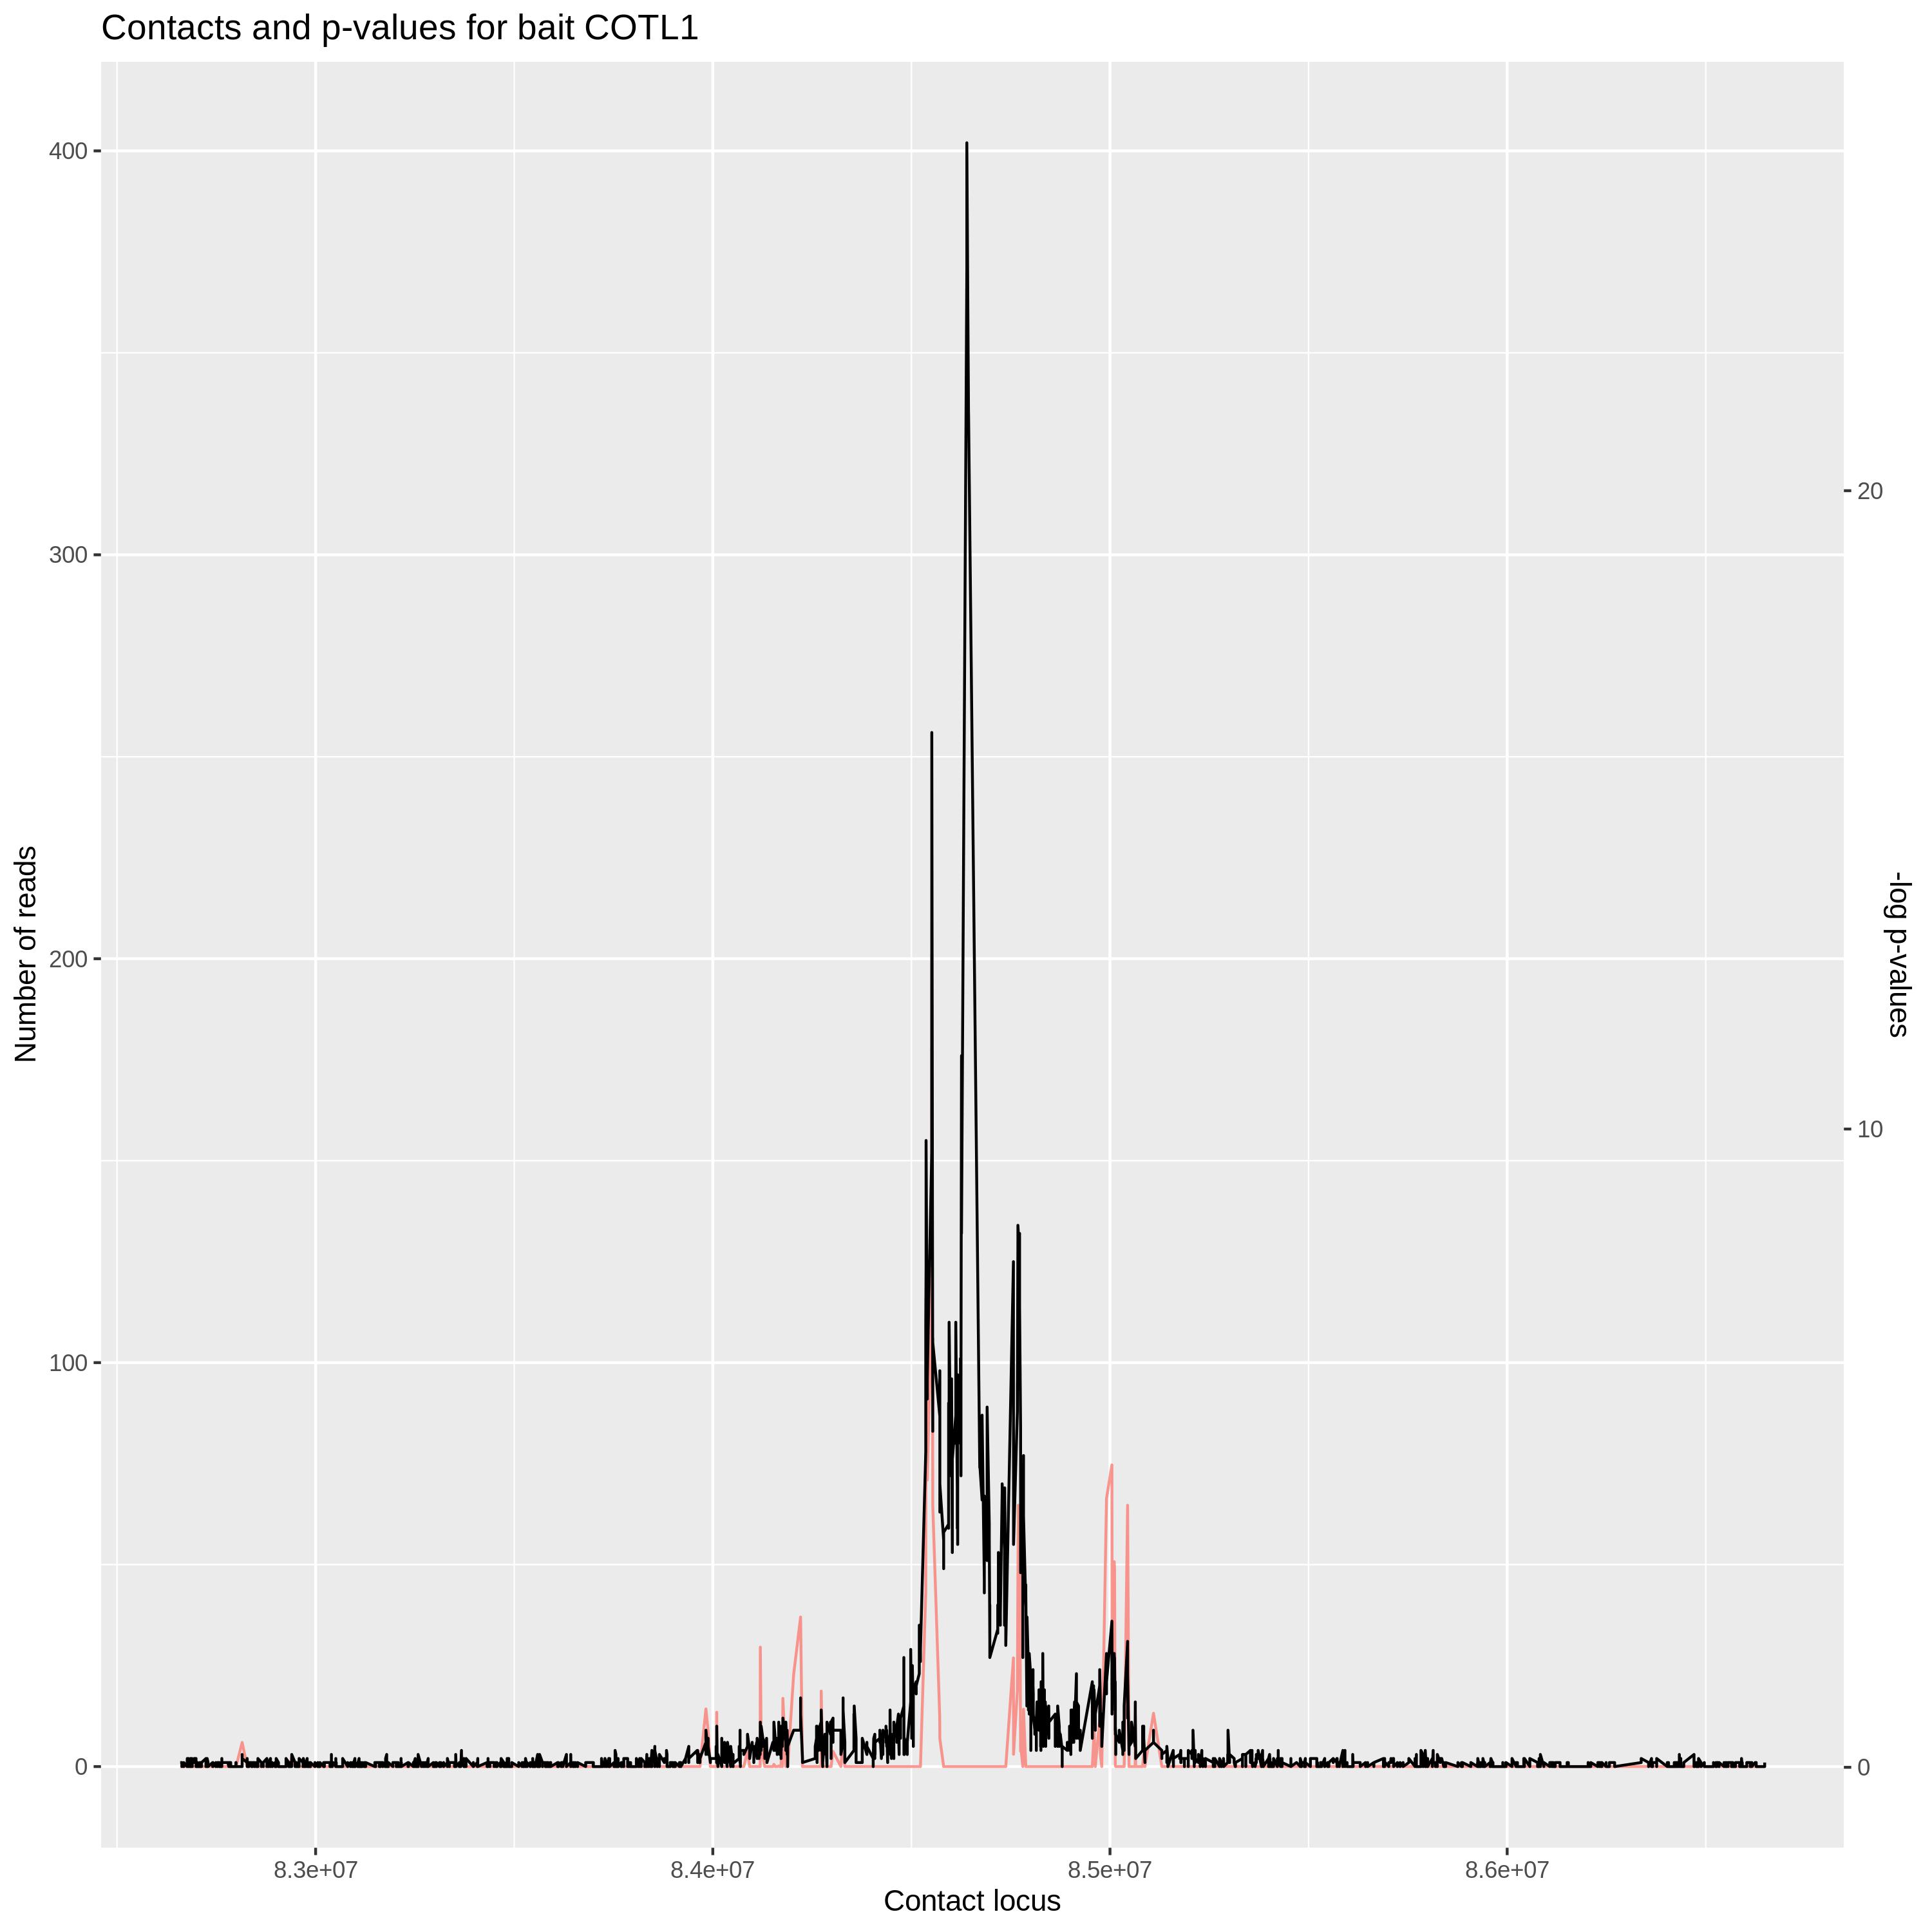 Contacts and p-values for bait COTL1
400
300
200
100
0
Number of reads
20
10
0
-log p-values
8.3e+07 8.4e+07 8.5e+07 8.6e+07
Contact locus